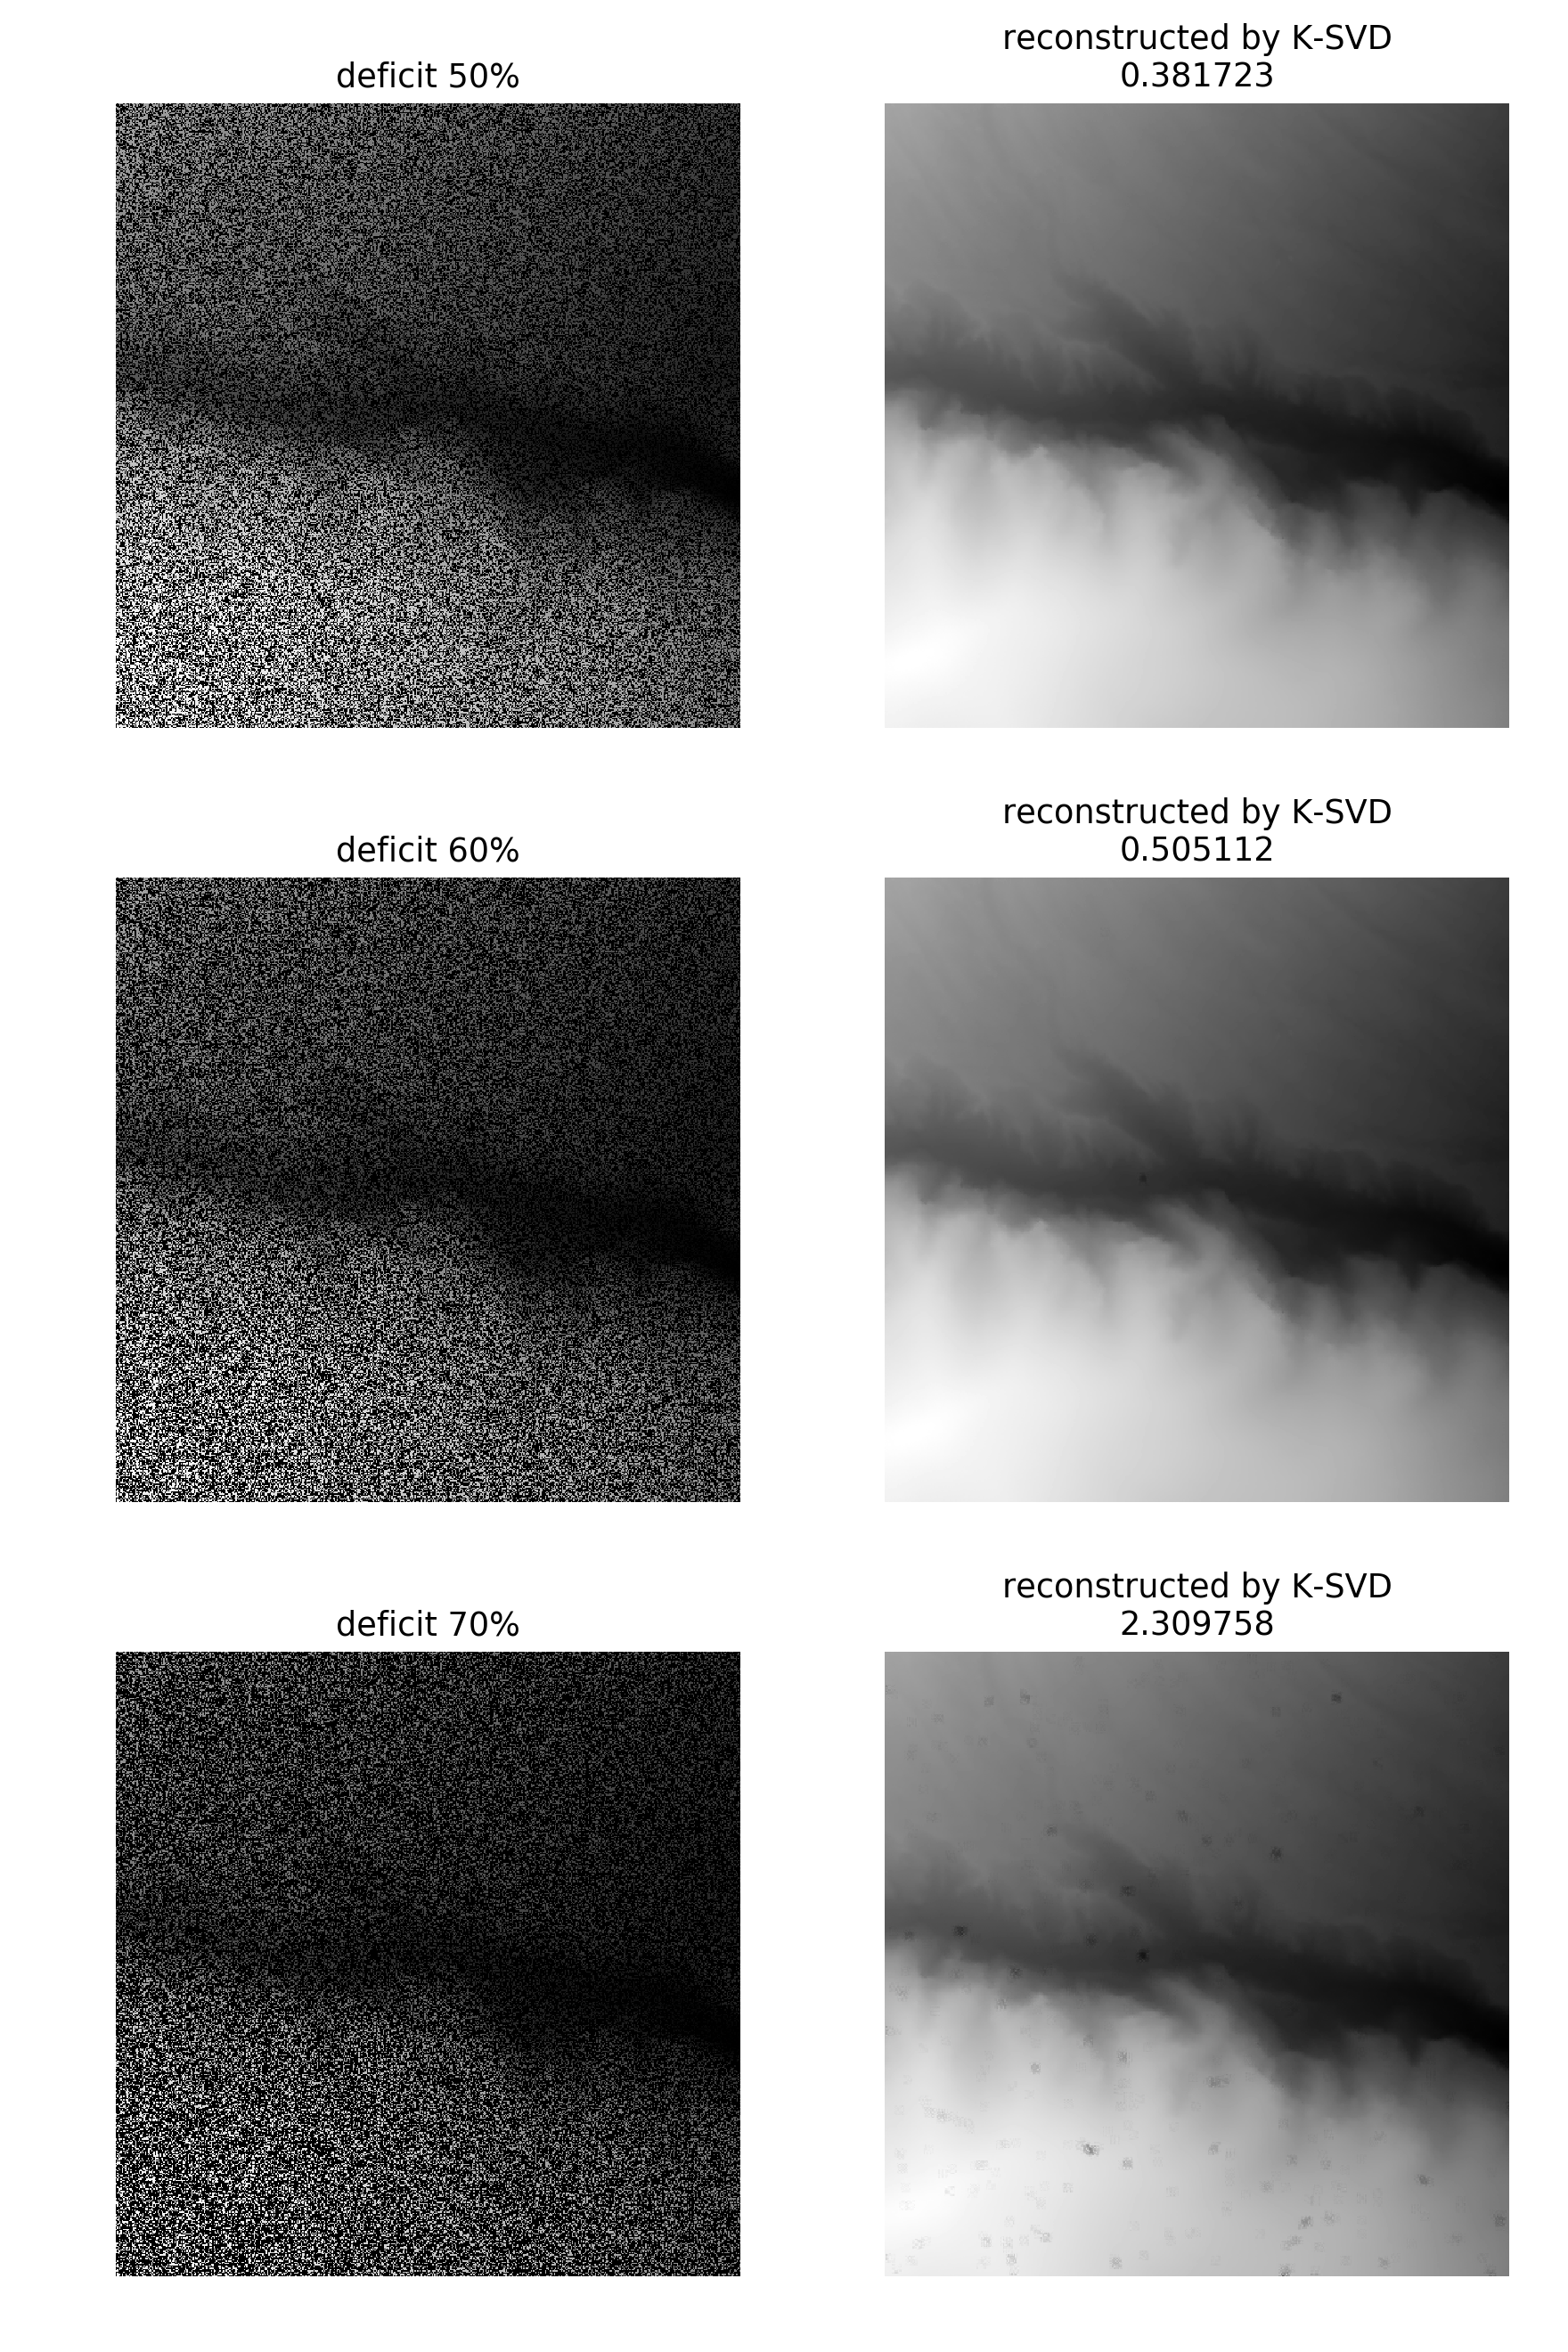 deficit 50%
reconstructed by K-SVD
0.381723
deficit 60%
reconstructed by K-SVD
0.505112
deficit 70%
reconstructed by K-SVD
2.309758